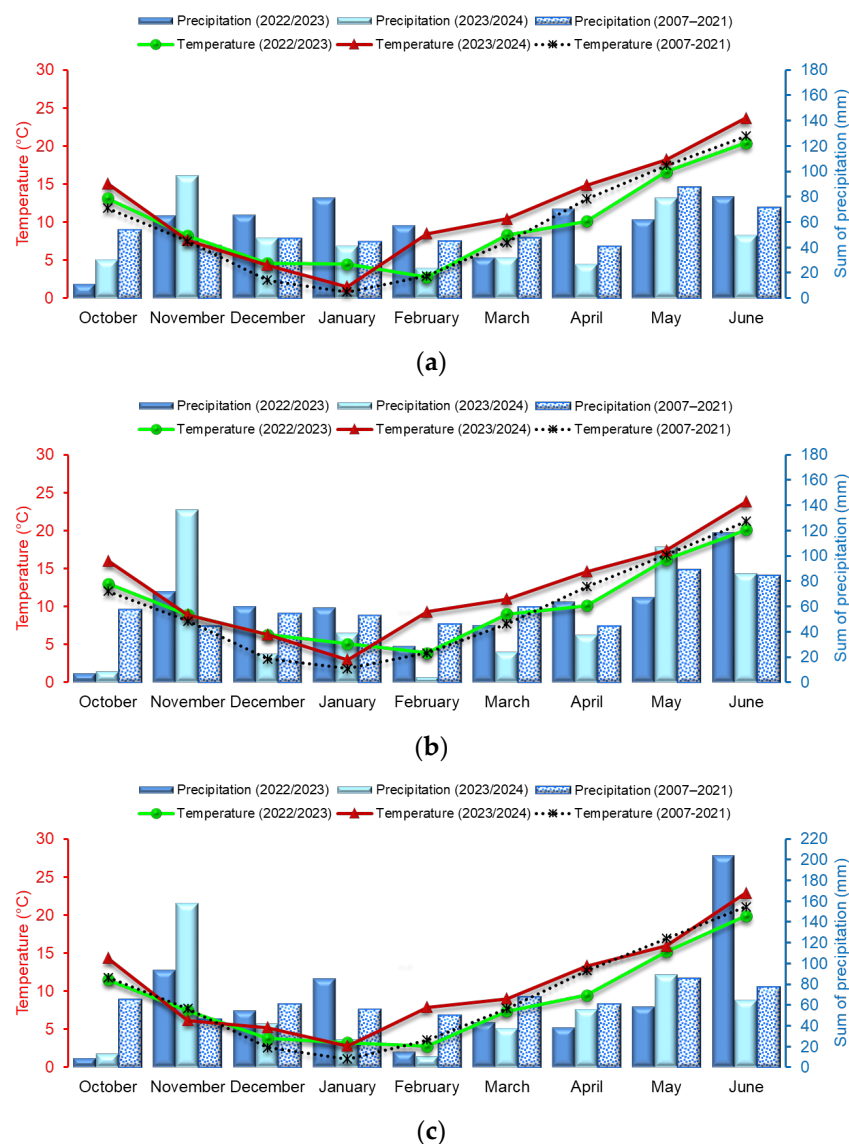 Precipitation (2022/2023) Precipitation (2023/2024) Precipitation (2007–2021)
Temperature (2022/2023) Temperature (2023/2024) Temperature (2007-2021)
30 180
25 160
20 140
15 120
10 100
5 80
0 60
40
20
0
Temperature (°C)
Sum of precipitation (mm)
October November December January February March April May June
(a)
Precipitation (2022/2023) Precipitation (2023/2024) Precipitation (2007–2021)
Temperature (2022/2023) Temperature (2023/2024) Temperature (2007-2021)
30 180
25 160
20 140
15 120
10 100
5 80
0 60
40
20
0
Temperature (°C)
Sum of precipitation (mm)
October November December January February March April May June
(b)
Precipitation (2022/2023) Precipitation (2023/2024) Precipitation (2007–2021)
Temperature (2022/2023) Temperature (2023/2024) Temperature (2007-2021)
30 220
25 200
20 180
15 160
10 140
5 120
0 100
80
60
40
20
0
Temperature (°C)
Sum of precipitation (mm)
October November December January February March April May June
(c)